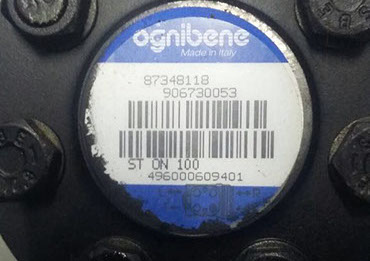 ognibene
Made in Italy
87348118
906730053
ST ON 100
496000609401